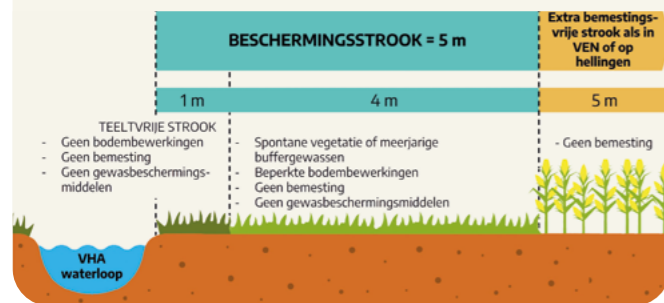 BESCHERMINGSSTROOK = 5 m
Extra bemestings-
vrije strook als in
VEN of op
hellingen
1 m
4 m
5 m
TEELTVRIJE STROOK
- Geen bodembewerkingen
- Geen bemesting
- Geen gewasbeschermings-
middelen
- Spontane vegetatie of meerjarige
buffergewassen
- Beperkte bodembewerkingen
- Geen bemesting
- Geen gewasbeschermingsmiddelen
- Geen bemesting
VHA
waterloop